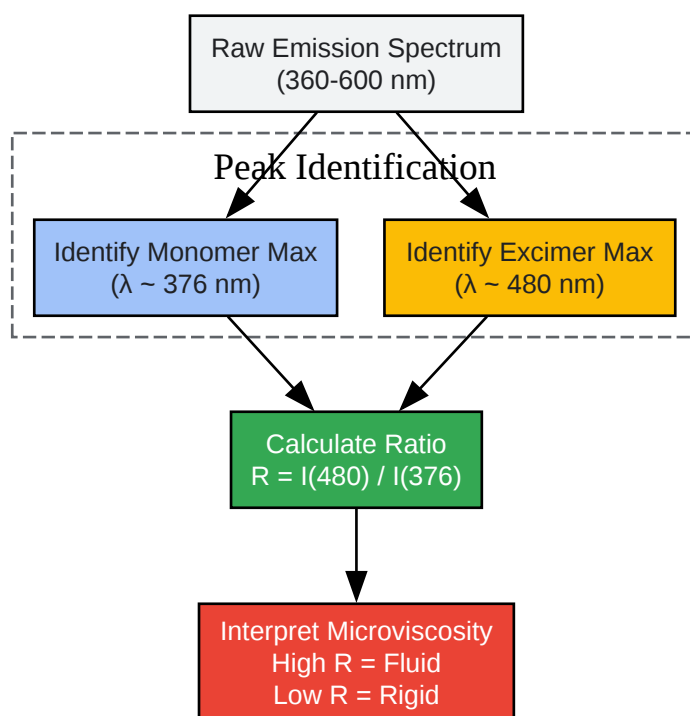 Raw Emission Spectrum
(360-600 nm)
Peak Identification
Identify Monomer Max
(λ ~ 376 nm)
Identify Excimer Max
(λ ~ 480 nm)
Calculate Ratio
R = I(480) / I(376)
Interpret Microviscosity
High R = Fluid
Low R = Rigid